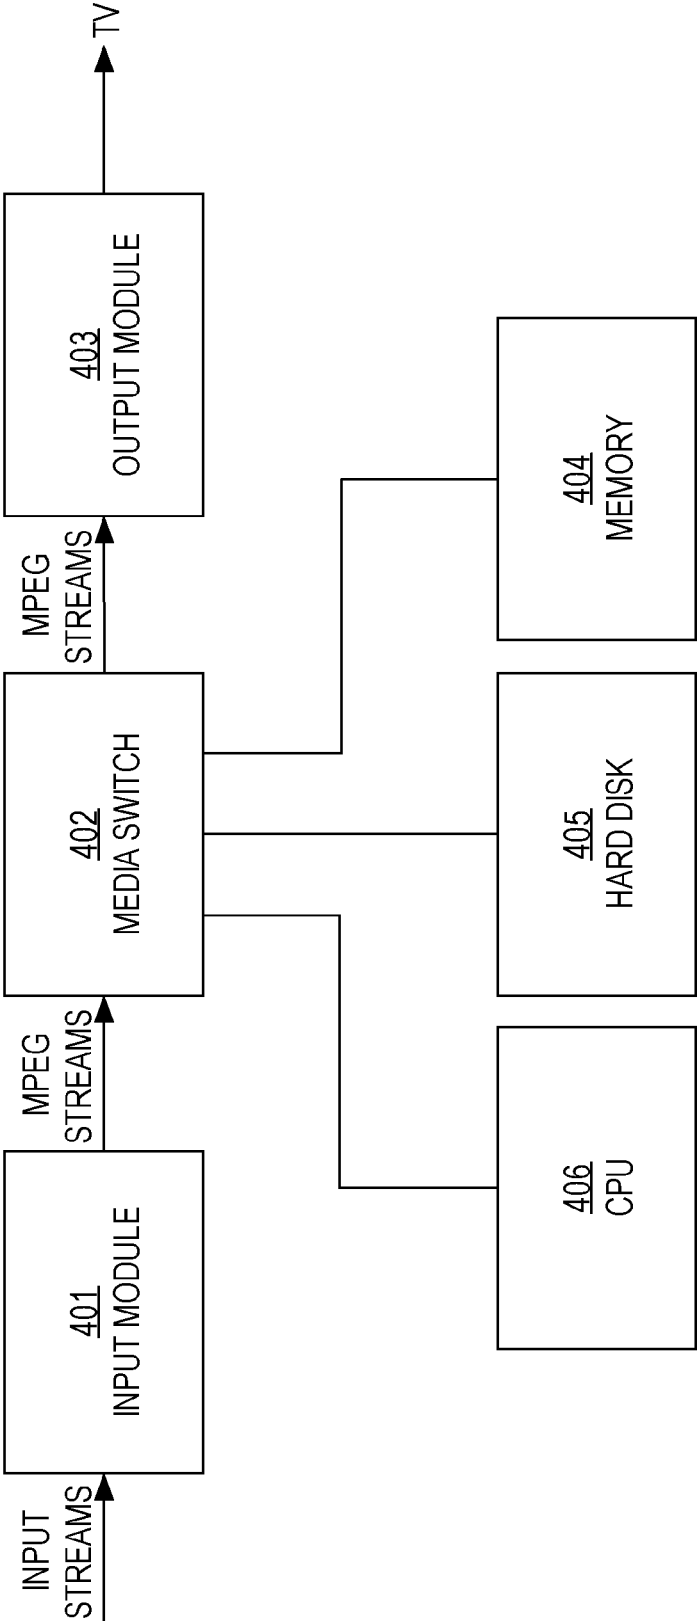 INPUT
STREAMS
401
INPUT MODULE
MPEG
STREAMS
402
MEDIA SWITCH
MPEG
STREAMS
403
OUTPUT MODULE
TV
406
CPU
405
HARD DISK
404
MEMORY